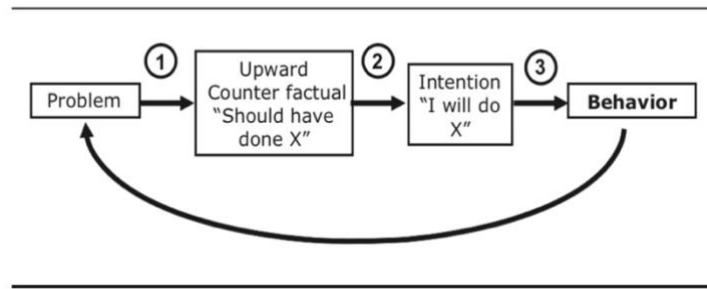 1
2
3
Problem
Upward
Counter factual
“Should have
done X”
Intention
“I will do
X”
Behavior